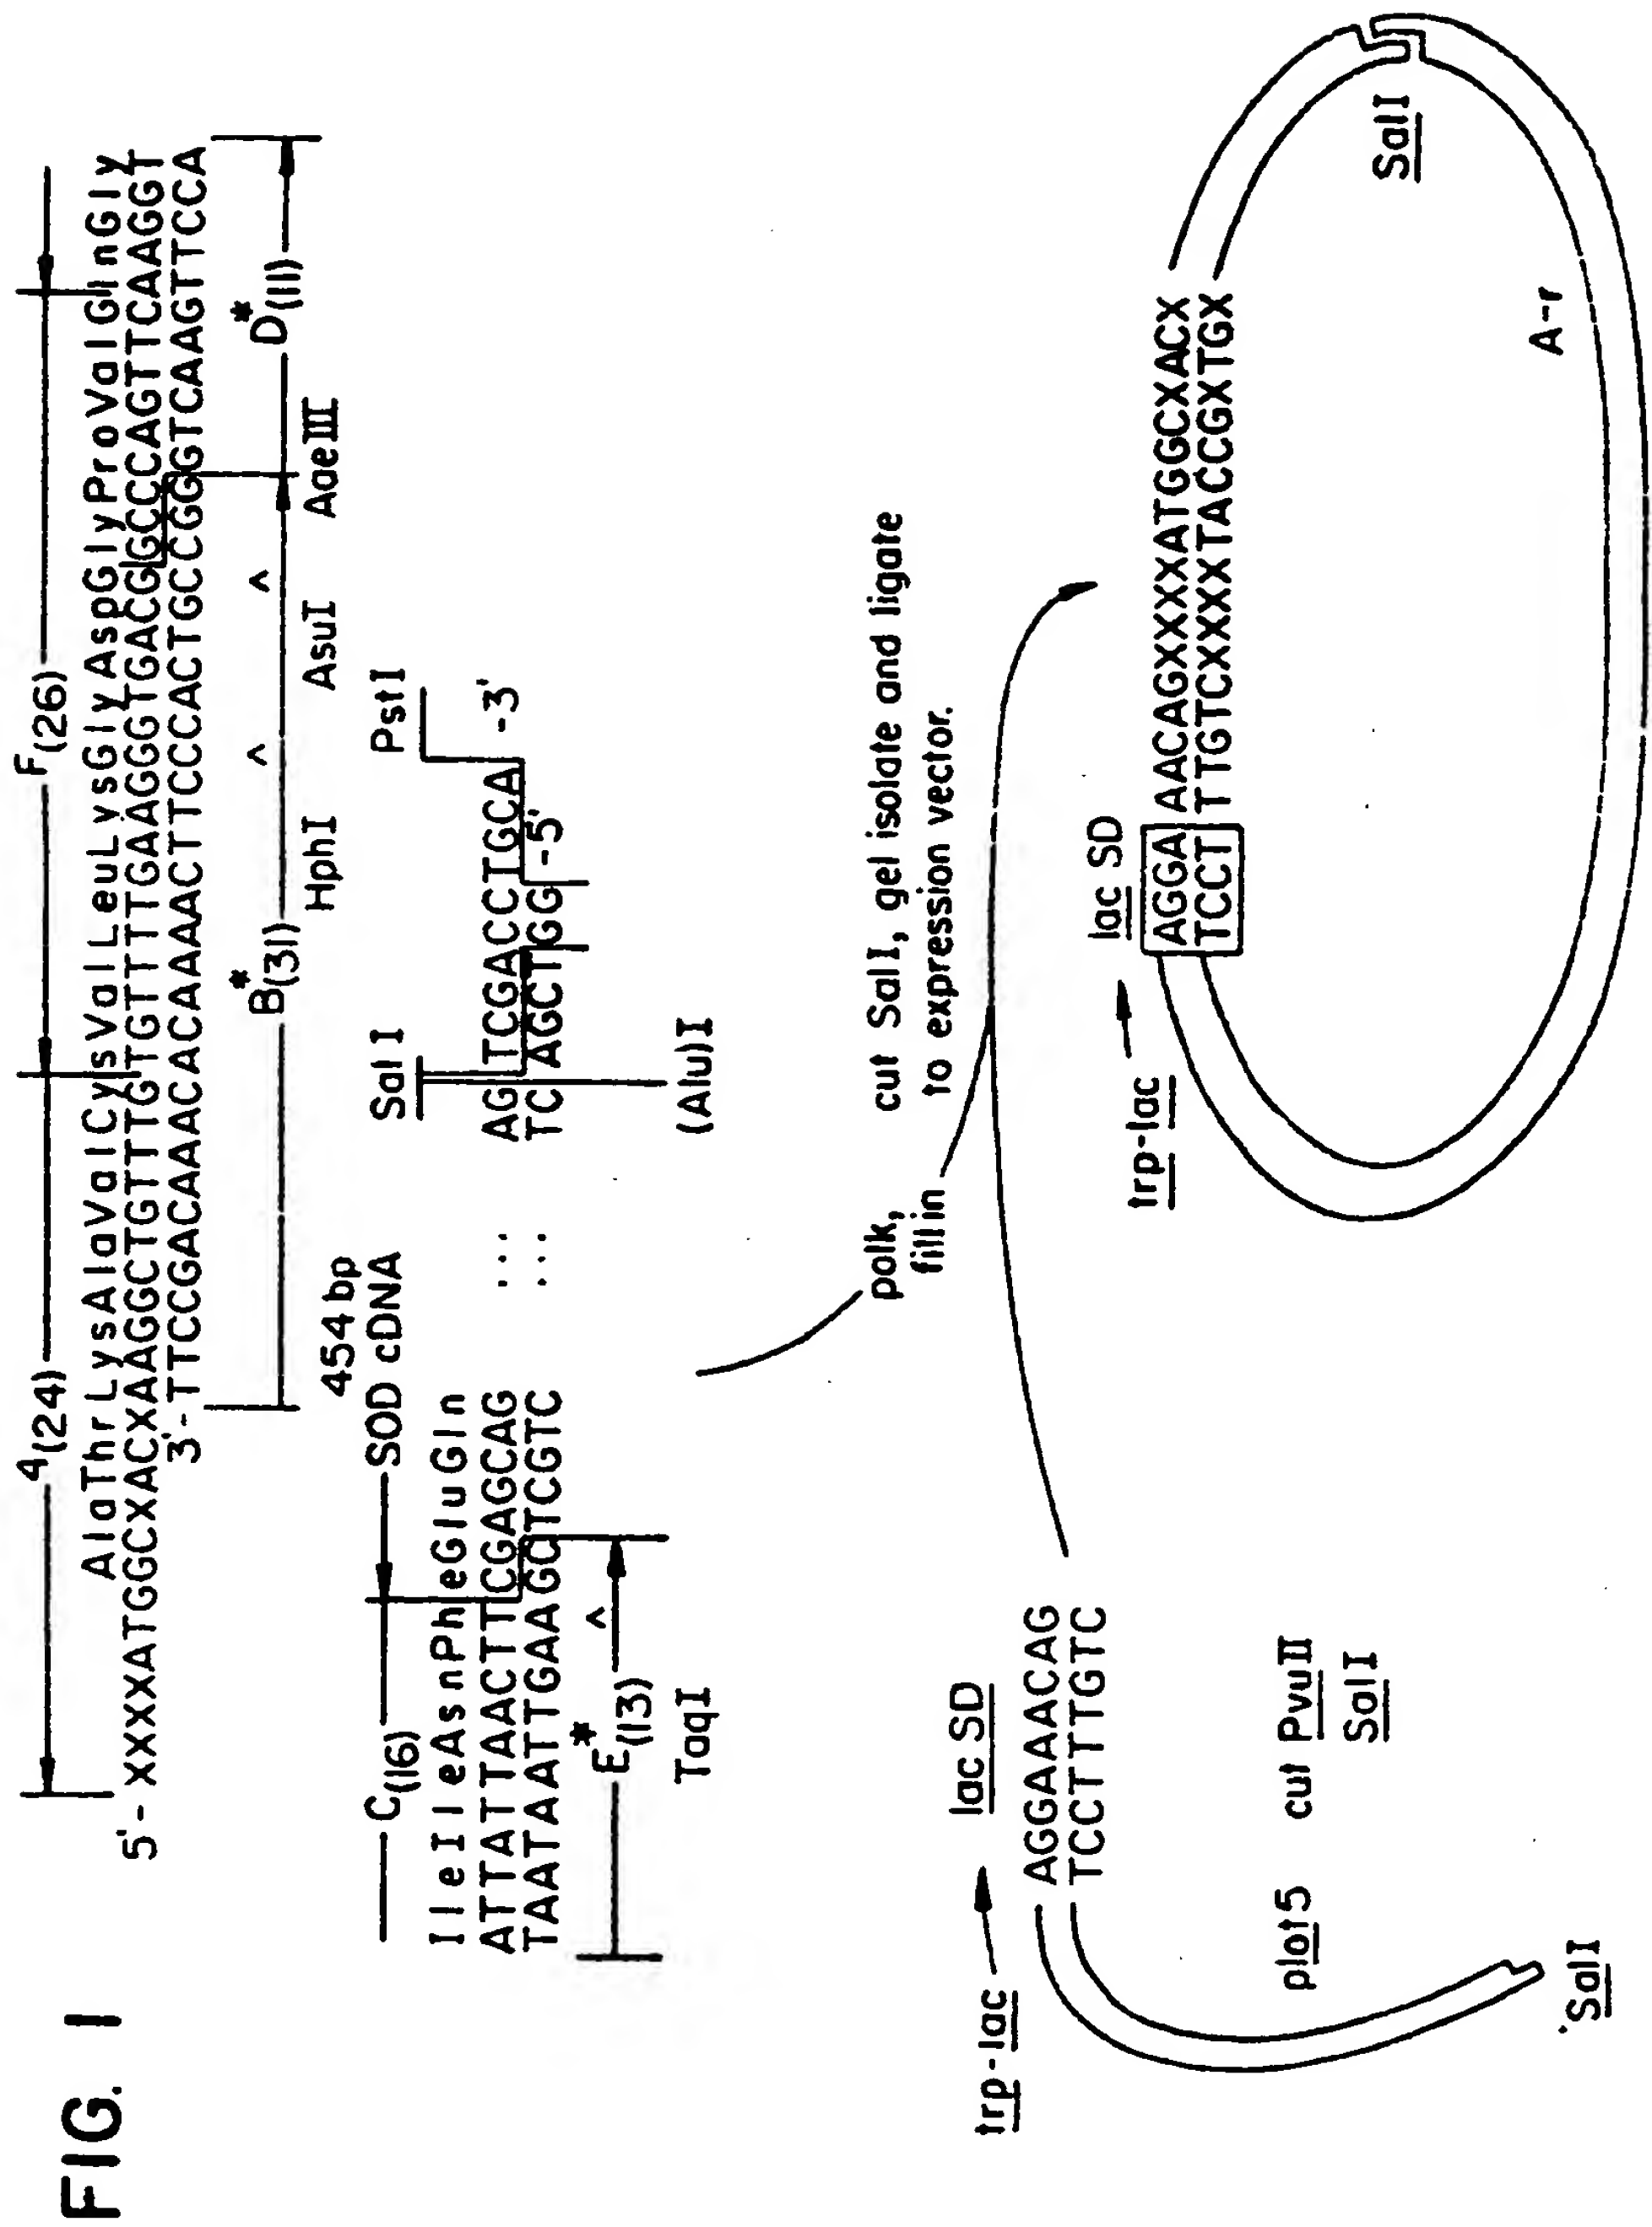 FIG. 1
4(24) F(26)
AlaThrLysAlaValCysValLeuLysGlyAspGlyProValGlnGly
5'-XXXXATGGCXACXAAGGCTGTTTGTGTTTTGAAGGGTGACGGCCCAGTTCAAGGT
3'-TTCCGACAAACACAAAACTTCCCACTGCCGGGTCAAGTTCCA
B*(31) D*(11)
HphI AsuI AaeIII
C(16) SOD cDNA
454 bp
Sal I PstI
IleIleAsnPheGluGln
ATTATTAACTTCGAGCAG ... AGTCGACCTGCA -3'
TAATAATTGAAGCTCGTC ... TCAGCTGG -5'
E*(13)
TaqI
(Alu)I
polk,
fill in
cut SalI, gel isolate and ligate
to expression vector.
trp-lac lac SD
AGGAAACAG
TCCTTTGTC
plot5 cut PvuII
SalI
SalI
trp-lac lac SD
AGGA AACAGXXXXATGGCXACX
TCCT TTGTCXXXXTACCGXTGX
SalI
A-r